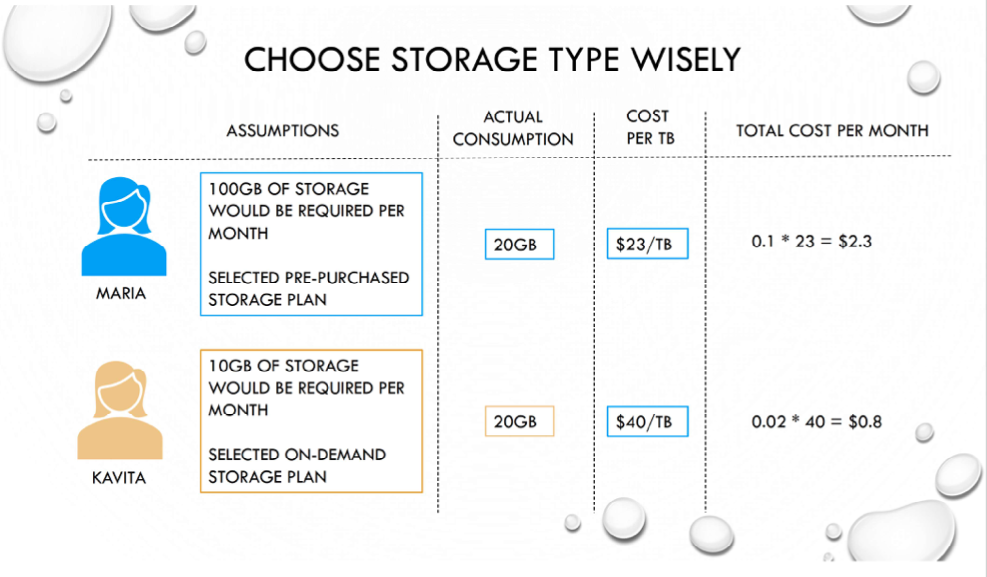 CHOOSE STORAGE TYPE WISELY
ASSUMPTIONS
ACTUAL
CONSUMPTION
COST
PER TB
TOTAL COST PER MONTH
100GB OF STORAGE
WOULD BE REQUIRED PER
MONTH
SELECTED PRE-PURCHASED
STORAGE PLAN
MARIA
20GB
$23/TB
0.1 * 23 = $2.3
10GB OF STORAGE
WOULD BE REQUIRED PER
MONTH
SELECTED ON-DEMAND
STORAGE PLAN
KAVITA
20GB
$40/TB
0.02 * 40 = $0.8